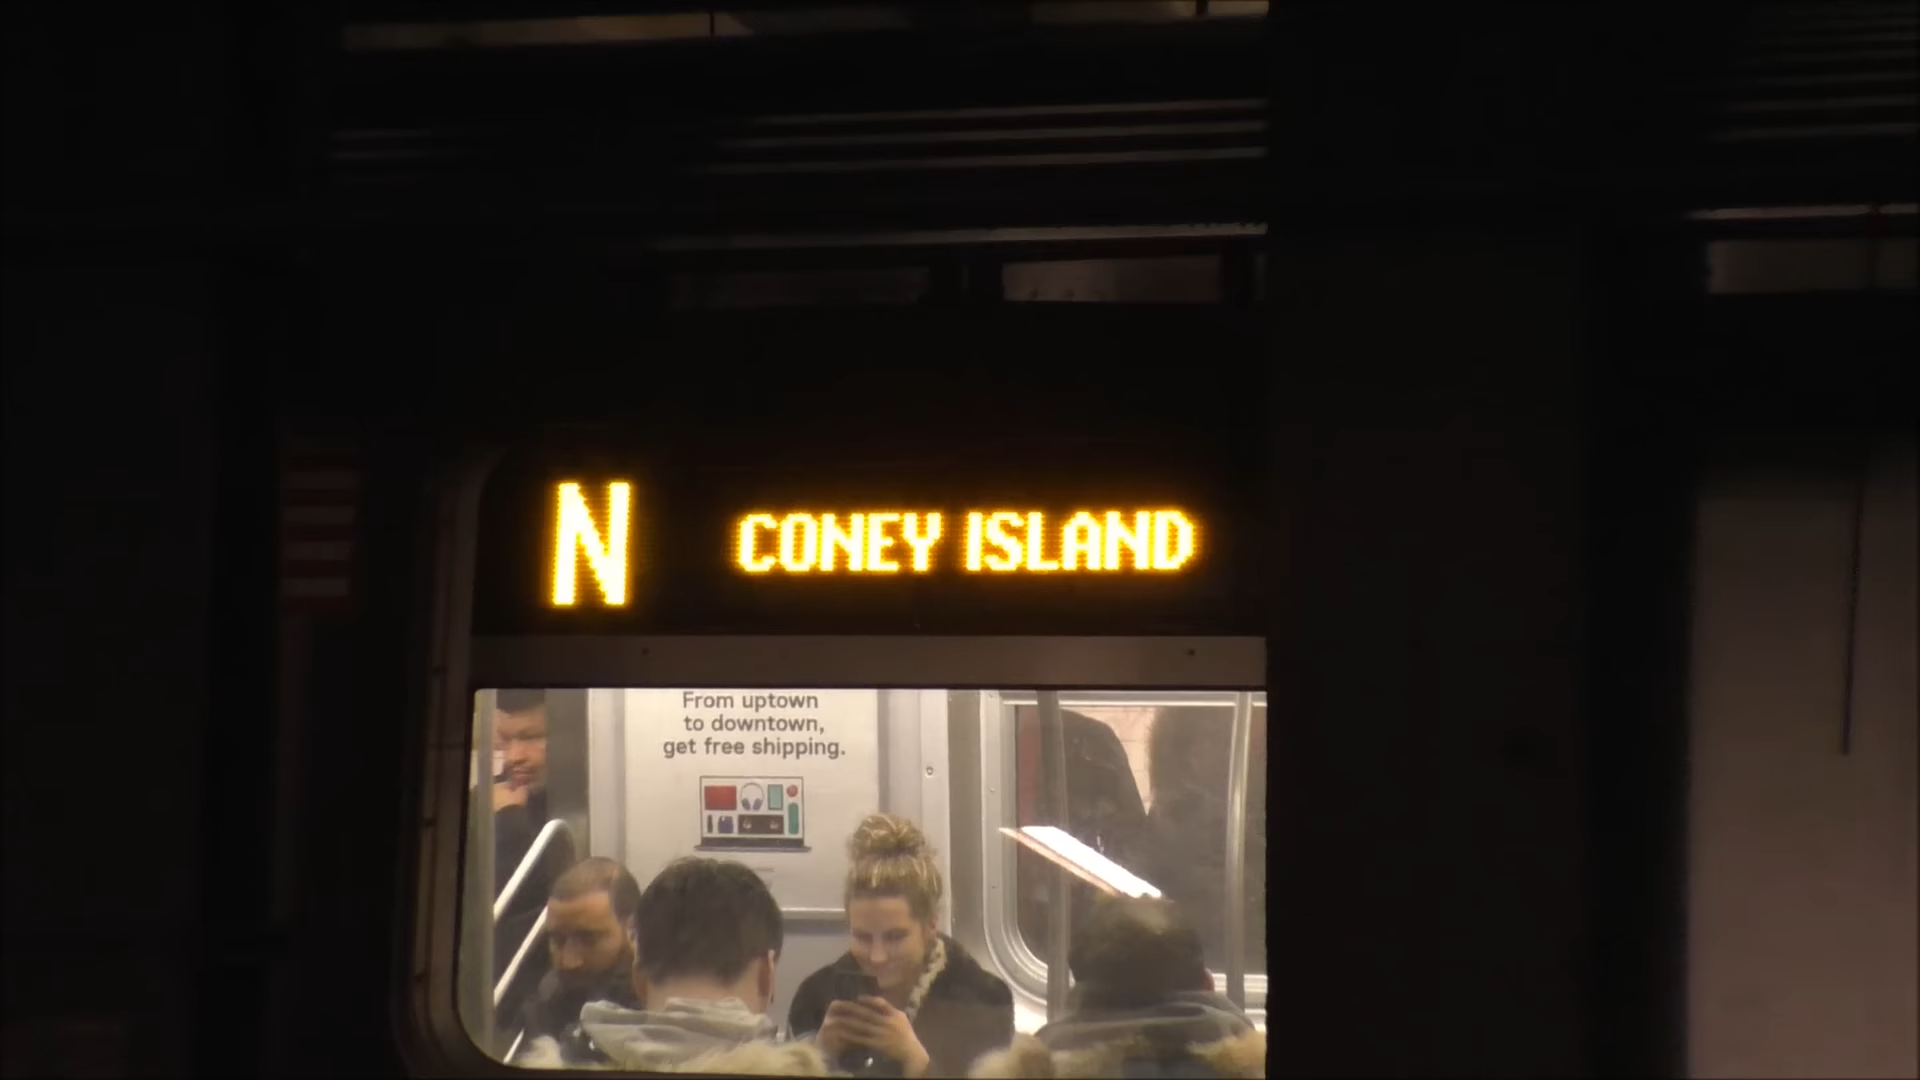 N CONEY ISLAND
From uptown
to downtown,
get free shipping.